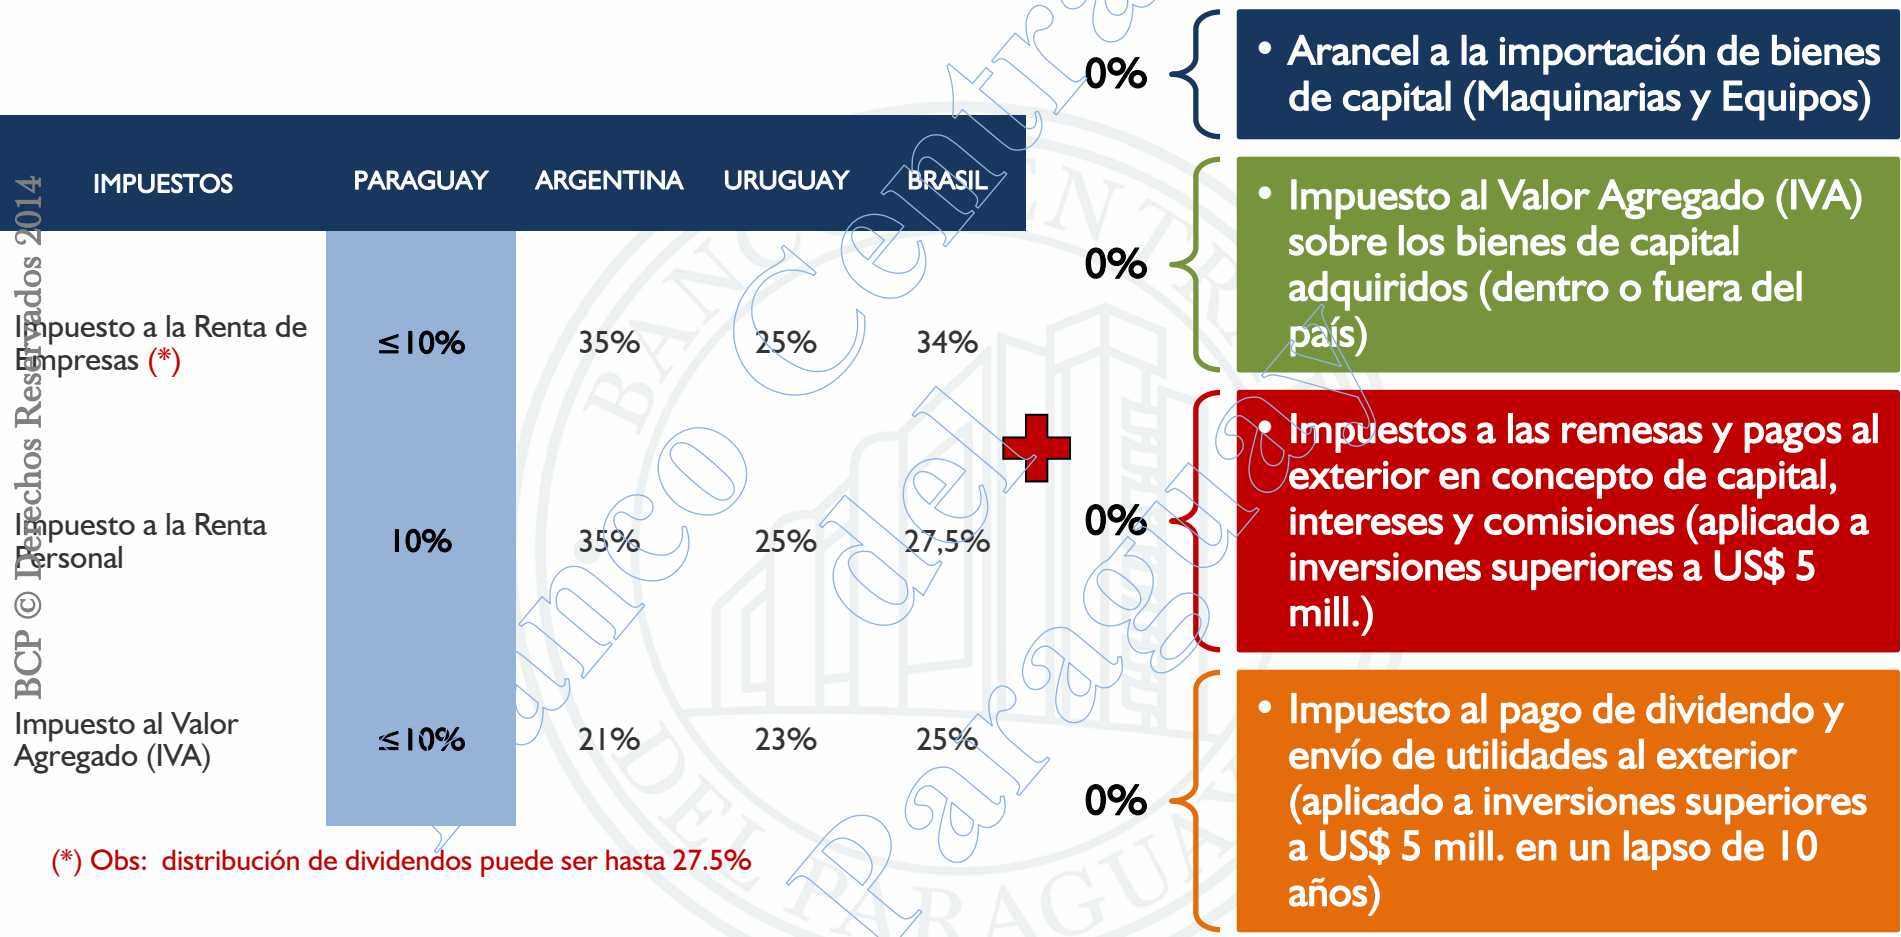 IMPUESTOS PARAGUAY ARGENTINA URUGUAY BRASIL
Impuesto a la Renta de
Empresas (*)
≤10% 35% 25% 34%
Impuesto a la Renta
Personal
10% 35% 25% 27,5%
Impuesto al Valor
Agregado (IVA)
≤10% 21% 23% 25%
(*) Obs: distribución de dividendos puede ser hasta 27.5%
0%
• Arancel a la importación de bienes
de capital (Maquinarias y Equipos)
0%
• Impuesto al Valor Agregado (IVA)
sobre los bienes de capital
adquiridos (dentro o fuera del
país)
0%
• Impuestos a las remesas y pagos al
exterior en concepto de capital,
intereses y comisiones (aplicado a
inversiones superiores a US$ 5
mill.)
0%
• Impuesto al pago de dividendo y
envío de utilidades al exterior
(aplicado a inversiones superiores
a US$ 5 mill. en un lapso de 10
años)
BCP © Derechos Reservados 2014
Banco Central
del
Paraguay
BANCO CENTRAL
DEL PARAGUAY